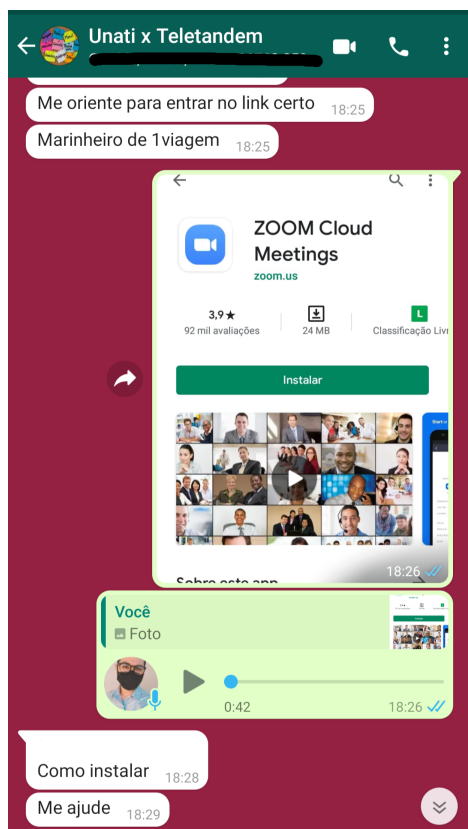 Unati x Teletandem
Me oriente para entrar no link certo 18:25
Marinheiro de 1viagem 18:25
ZOOM Cloud
Meetings
zoom.us
3,9★ 24 MB L
92 mil avaliações Classificação Livr
Instalar
Sobre este app
18:26
Você
Foto
0:42 18:26
Como instalar 18:28
Me ajude 18:29